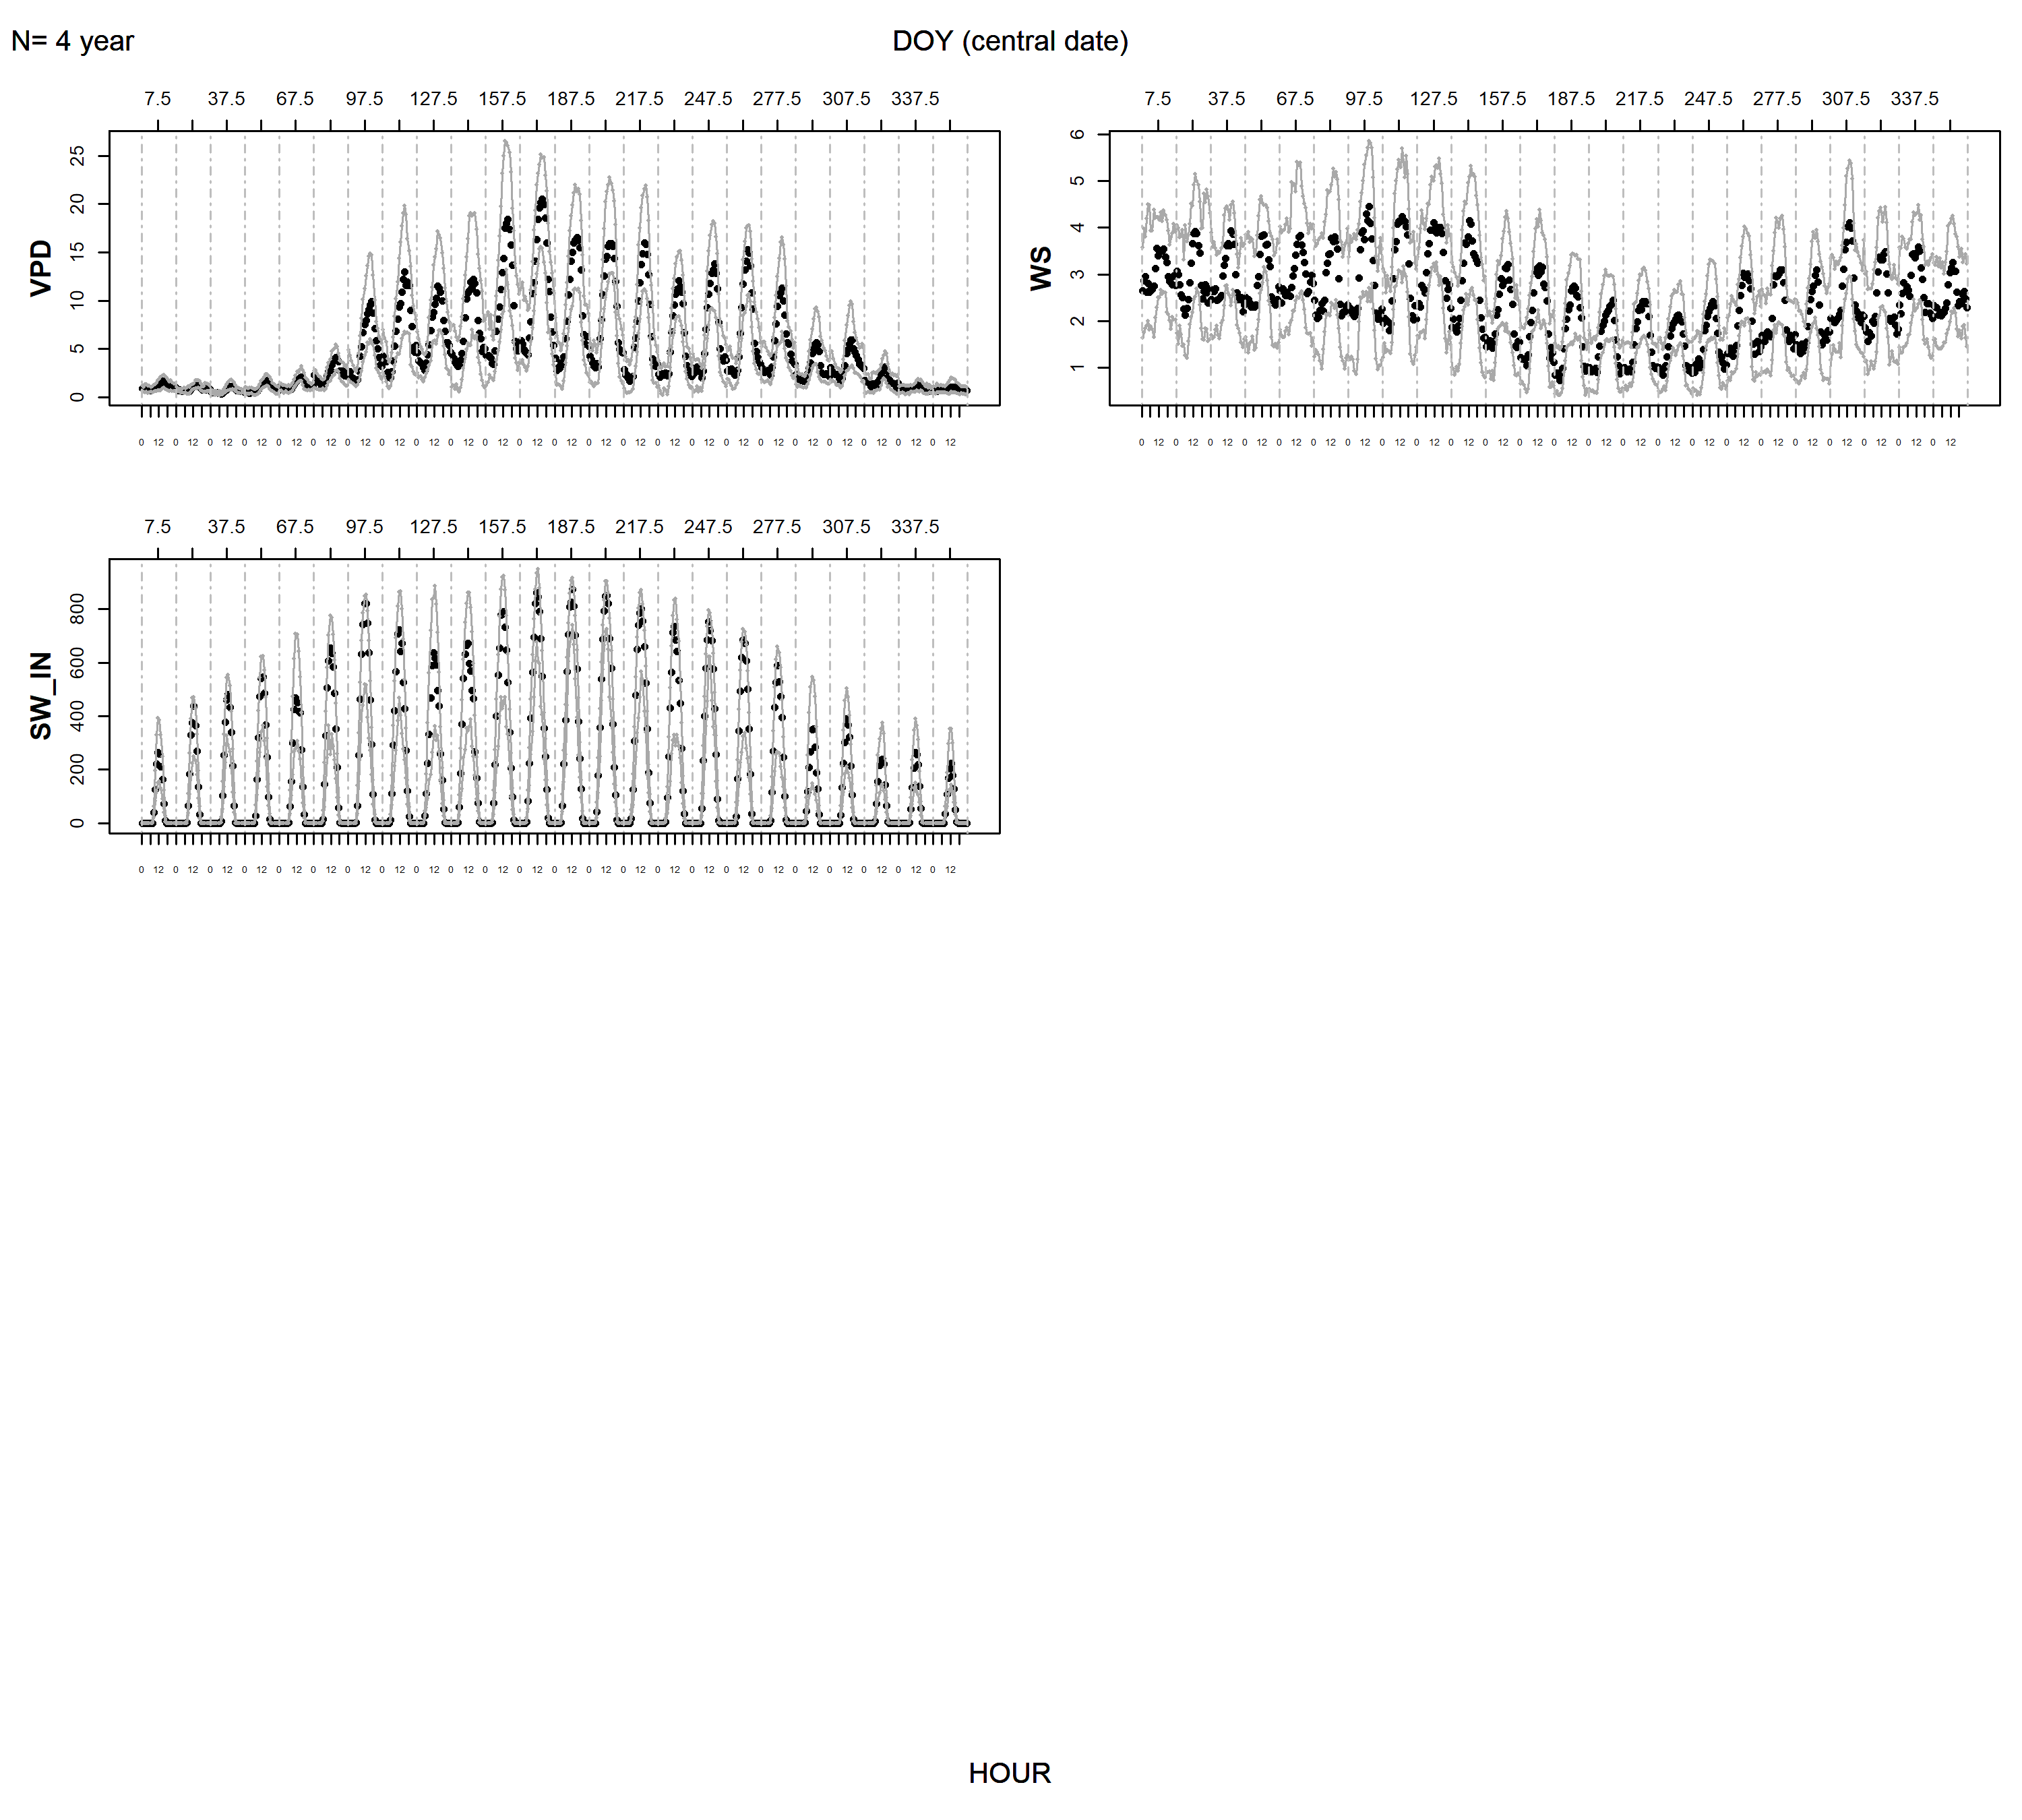 N= 4 year
DOY (central date)
7.5 37.5 67.5 97.5 127.5 157.5 187.5 217.5 247.5 277.5 307.5 337.5
VPD
25
20
15
10
5
0
0 12 0 12 0 12 0 12 0 12 0 12 0 12 0 12 0 12 0 12 0 12 0 12 0 12 0 12 0 12 0 12 0 12 0 12 0 12 0 12 0 12 0 12 0 12 0 12
7.5 37.5 67.5 97.5 127.5 157.5 187.5 217.5 247.5 277.5 307.5 337.5
WS
6
5
4
3
2
1
0 12 0 12 0 12 0 12 0 12 0 12 0 12 0 12 0 12 0 12 0 12 0 12 0 12 0 12 0 12 0 12 0 12 0 12 0 12 0 12 0 12 0 12 0 12 0 12
7.5 37.5 67.5 97.5 127.5 157.5 187.5 217.5 247.5 277.5 307.5 337.5
SW_IN
800
600
400
200
0
0 12 0 12 0 12 0 12 0 12 0 12 0 12 0 12 0 12 0 12 0 12 0 12 0 12 0 12 0 12 0 12 0 12 0 12 0 12 0 12 0 12 0 12 0 12 0 12
HOUR